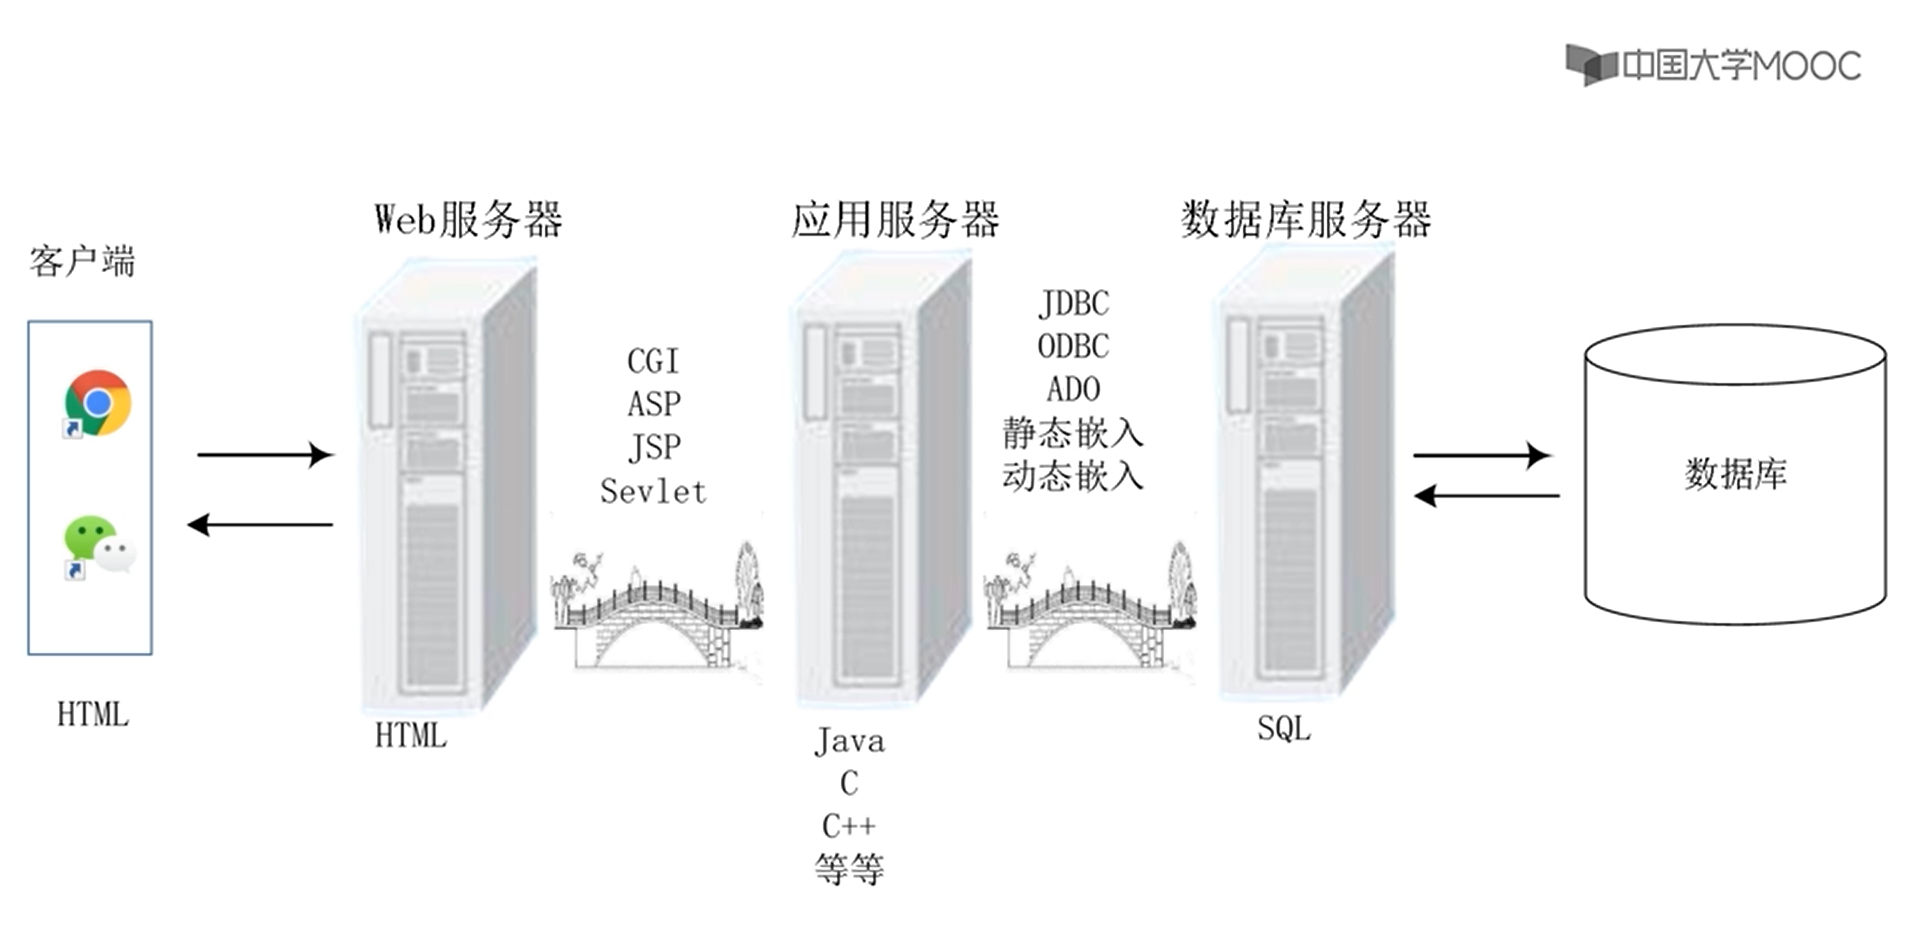 中国大学MOOC
客户端
HTML
Web服务器
HTML
CGI
ASP
JSP
Sevlet
应用服务器
Java
C
C++
等等
JDBC
ODBC
ADO
静态嵌入
动态嵌入
数据库服务器
SQL
数据库